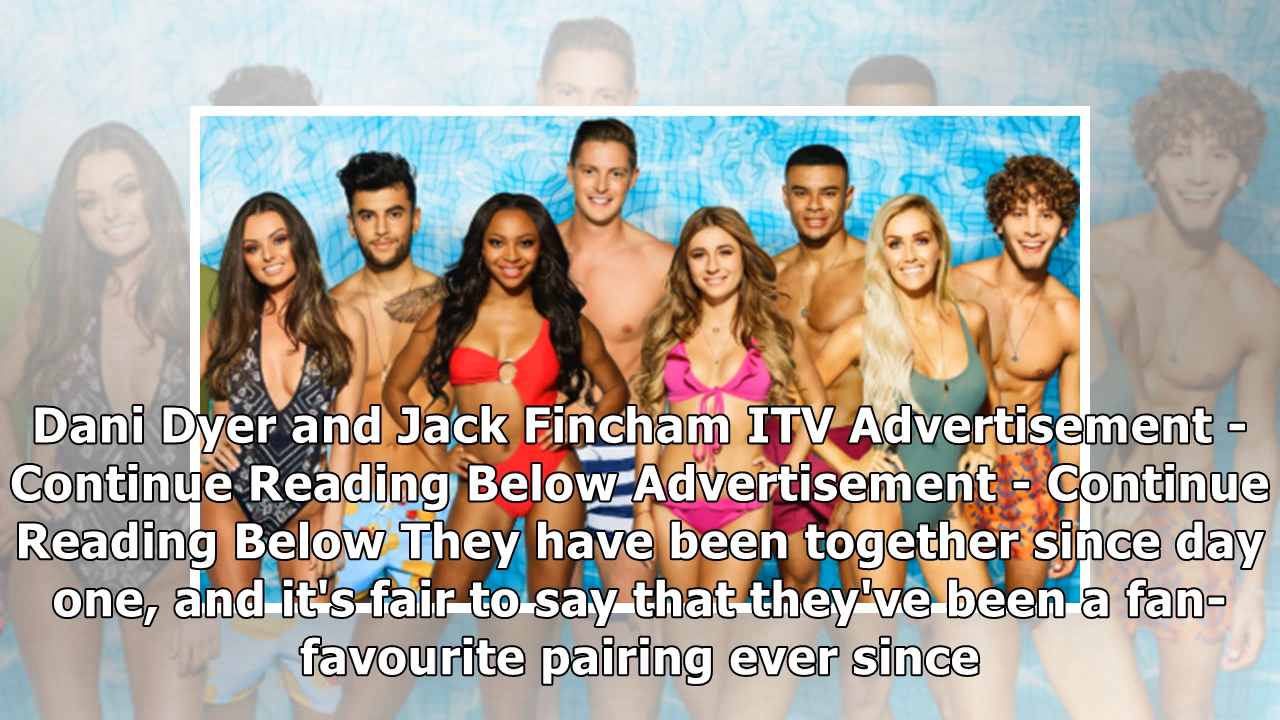 Dani Dyer and Jack Fincham ITV Advertisement -
Continue Reading Below Advertisement - Continue
Reading Below They have been together since day
one, and it's fair to say that they've been a fan-
favourite pairing ever since